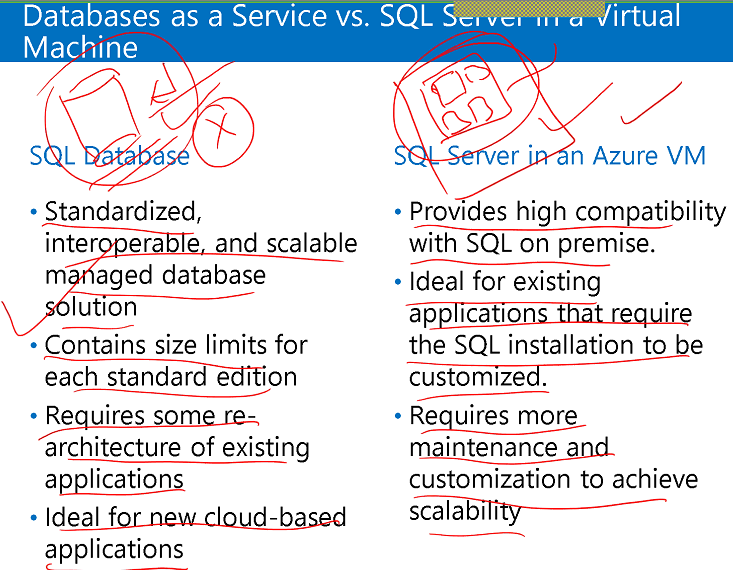 Databases as a Service vs. SQL Server in a Virtual
Machine
SQL Database
• Standardized,
interoperable, and scalable
managed database
solution
• Contains size limits for
each standard edition
• Requires some re-
architecture of existing
applications
• Ideal for new cloud-based
applications
SQL Server in an Azure VM
• Provides high compatibility
with SQL on premise.
• Ideal for existing
applications that require
the SQL installation to be
customized.
• Requires more
maintenance and
customization to achieve
scalability